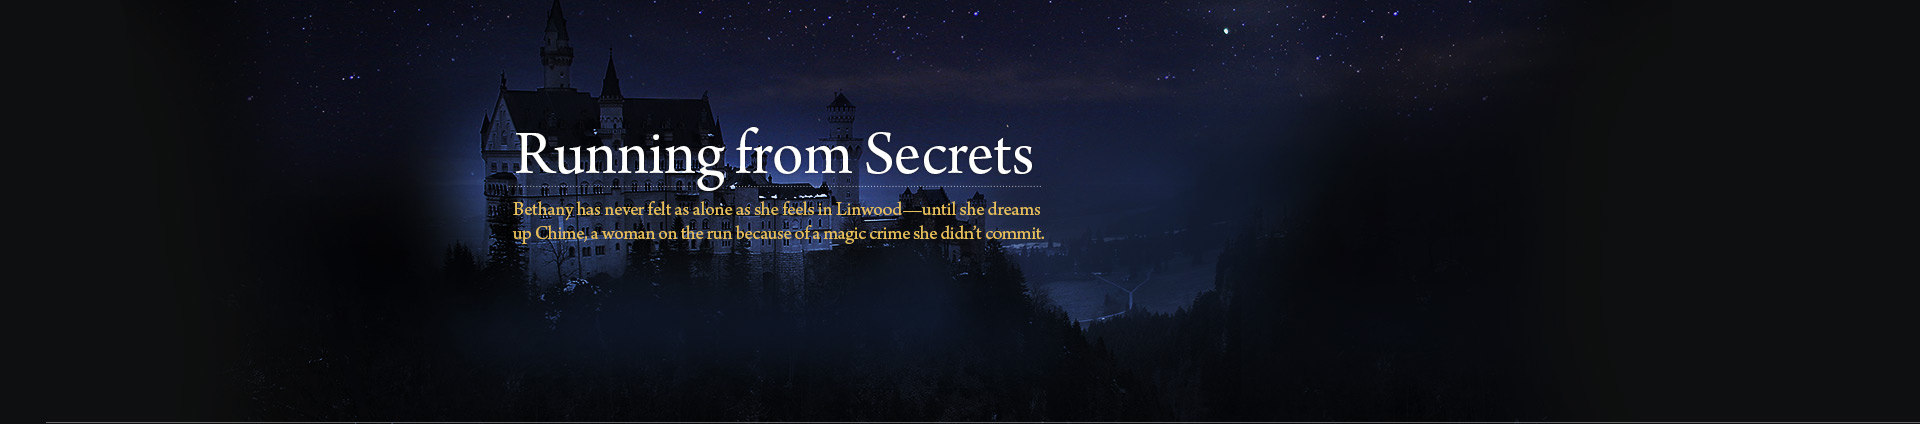 Running from Secrets
Bethany has never felt as alone as she feels in Linwood—until she dreams
up Chime, a woman on the run because of a magic crime she didn't commit.